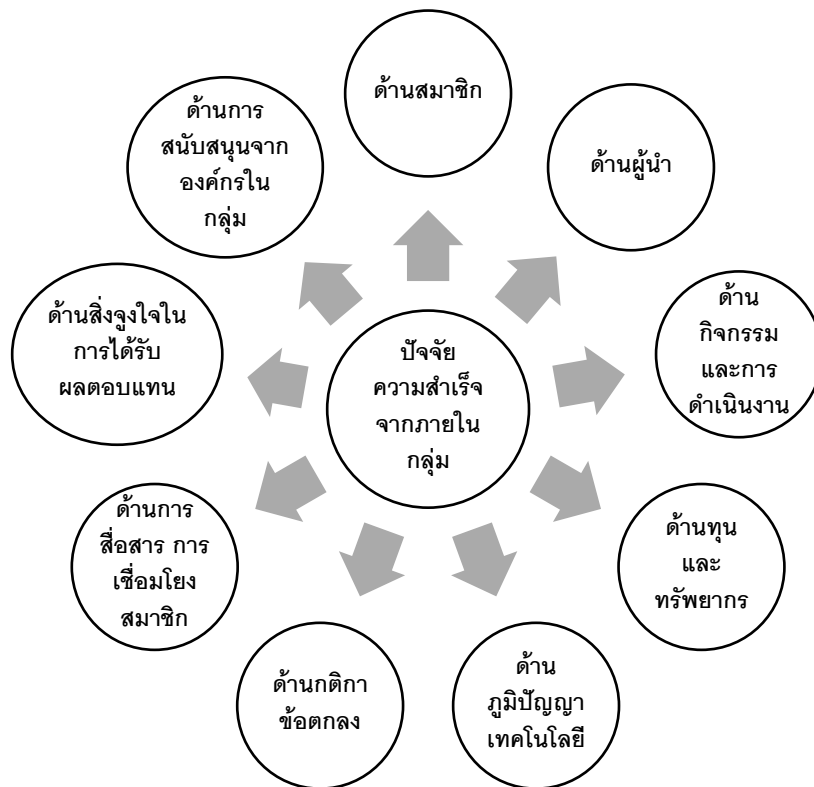 ด้านสมาชิก
ด้านผู้นำ
ด้าน
กิจกรรม
และการ
ดำเนินงาน
ด้านทุน
และ
ทรัพยากร
ด้าน
ภูมิปัญญา
เทคโนโลยี
ด้านกติกา
ข้อตกลง
ด้านการ
สื่อสาร การ
เชื่อมโยง
สมาชิก
ด้านสิ่งจูงใจใน
การได้รับ
ผลตอบแทน
ด้านการ
สนับสนุนจาก
องค์กรใน
กลุ่ม
ปัจจัย
ความสำเร็จ
จากภายใน
กลุ่ม